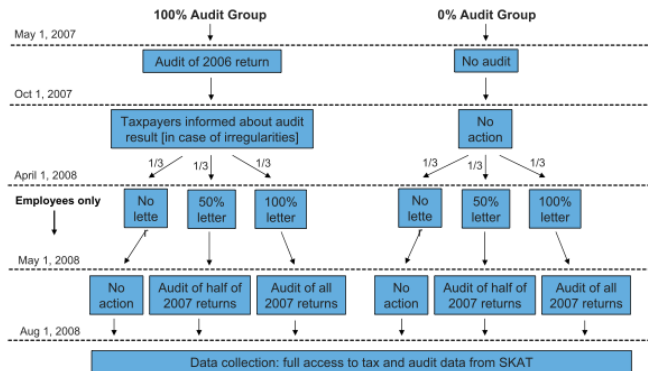 100% Audit Group 0% Audit Group
May 1, 2007
Audit of 2006 return No audit
Oct 1, 2007
Taxpayers informed about audit
result [in case of irregularities]
No
action
1/3 1/3 1/3 1/3 1/3 1/3
April 1, 2008
Employees only
No
lette
r
50%
letter
100%
letter
No
lette
r
50%
letter
100%
letter
May 1, 2008
No
action
Audit of half of
2007 returns
Audit of all
2007 returns
No
action
Audit of half of
2007 returns
Audit of all
2007 returns
Aug 1, 2008
Data collection: full access to tax and audit data from SKAT